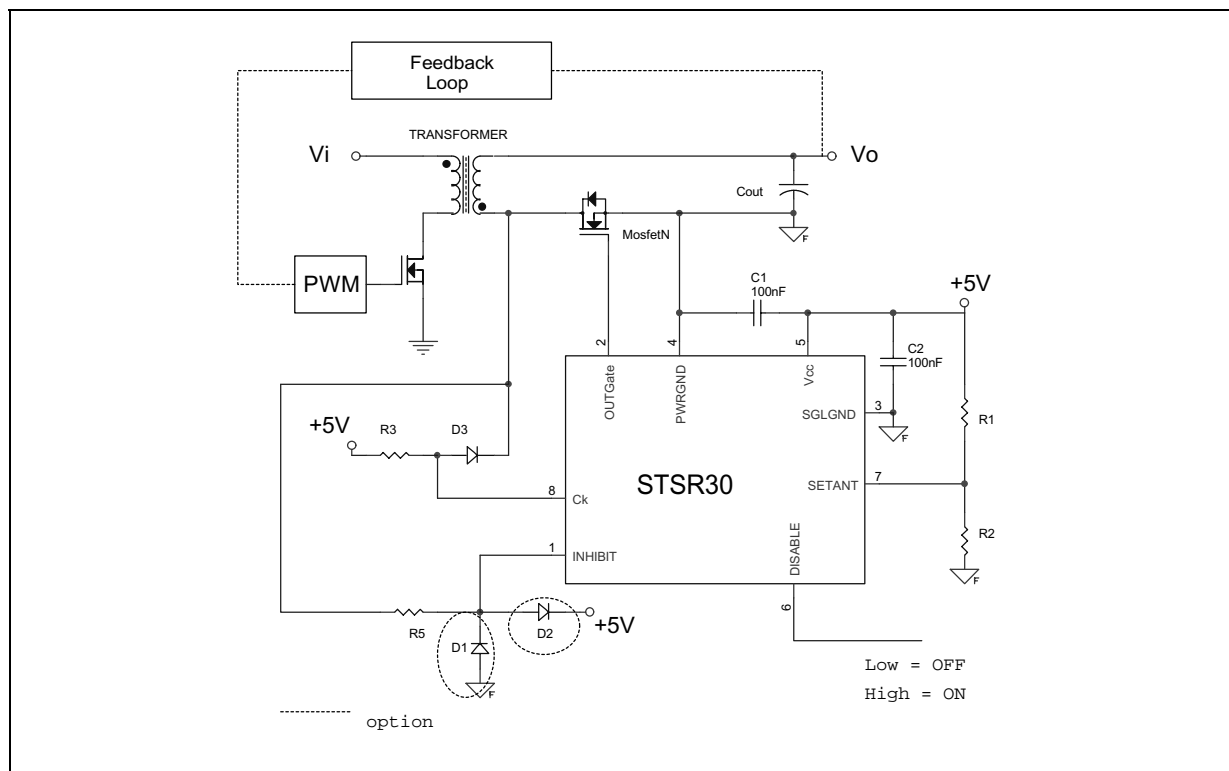 Feedback
Loop
TRANSFORMER
Vi
Vo
Cout
F
MosfetN
PWM
C1
100nF
+5V
2
4
5
C2
100nF
OUTGate
PWRGND
Vcc
SGLGND
3
F
R1
+5V
R3
D3
STSR30
SETANT
7
8
Ck
R2
DISABLE
1
INHIBIT
F
6
R5
D2
+5V
D1
F
Low = OFF
High = ON
option